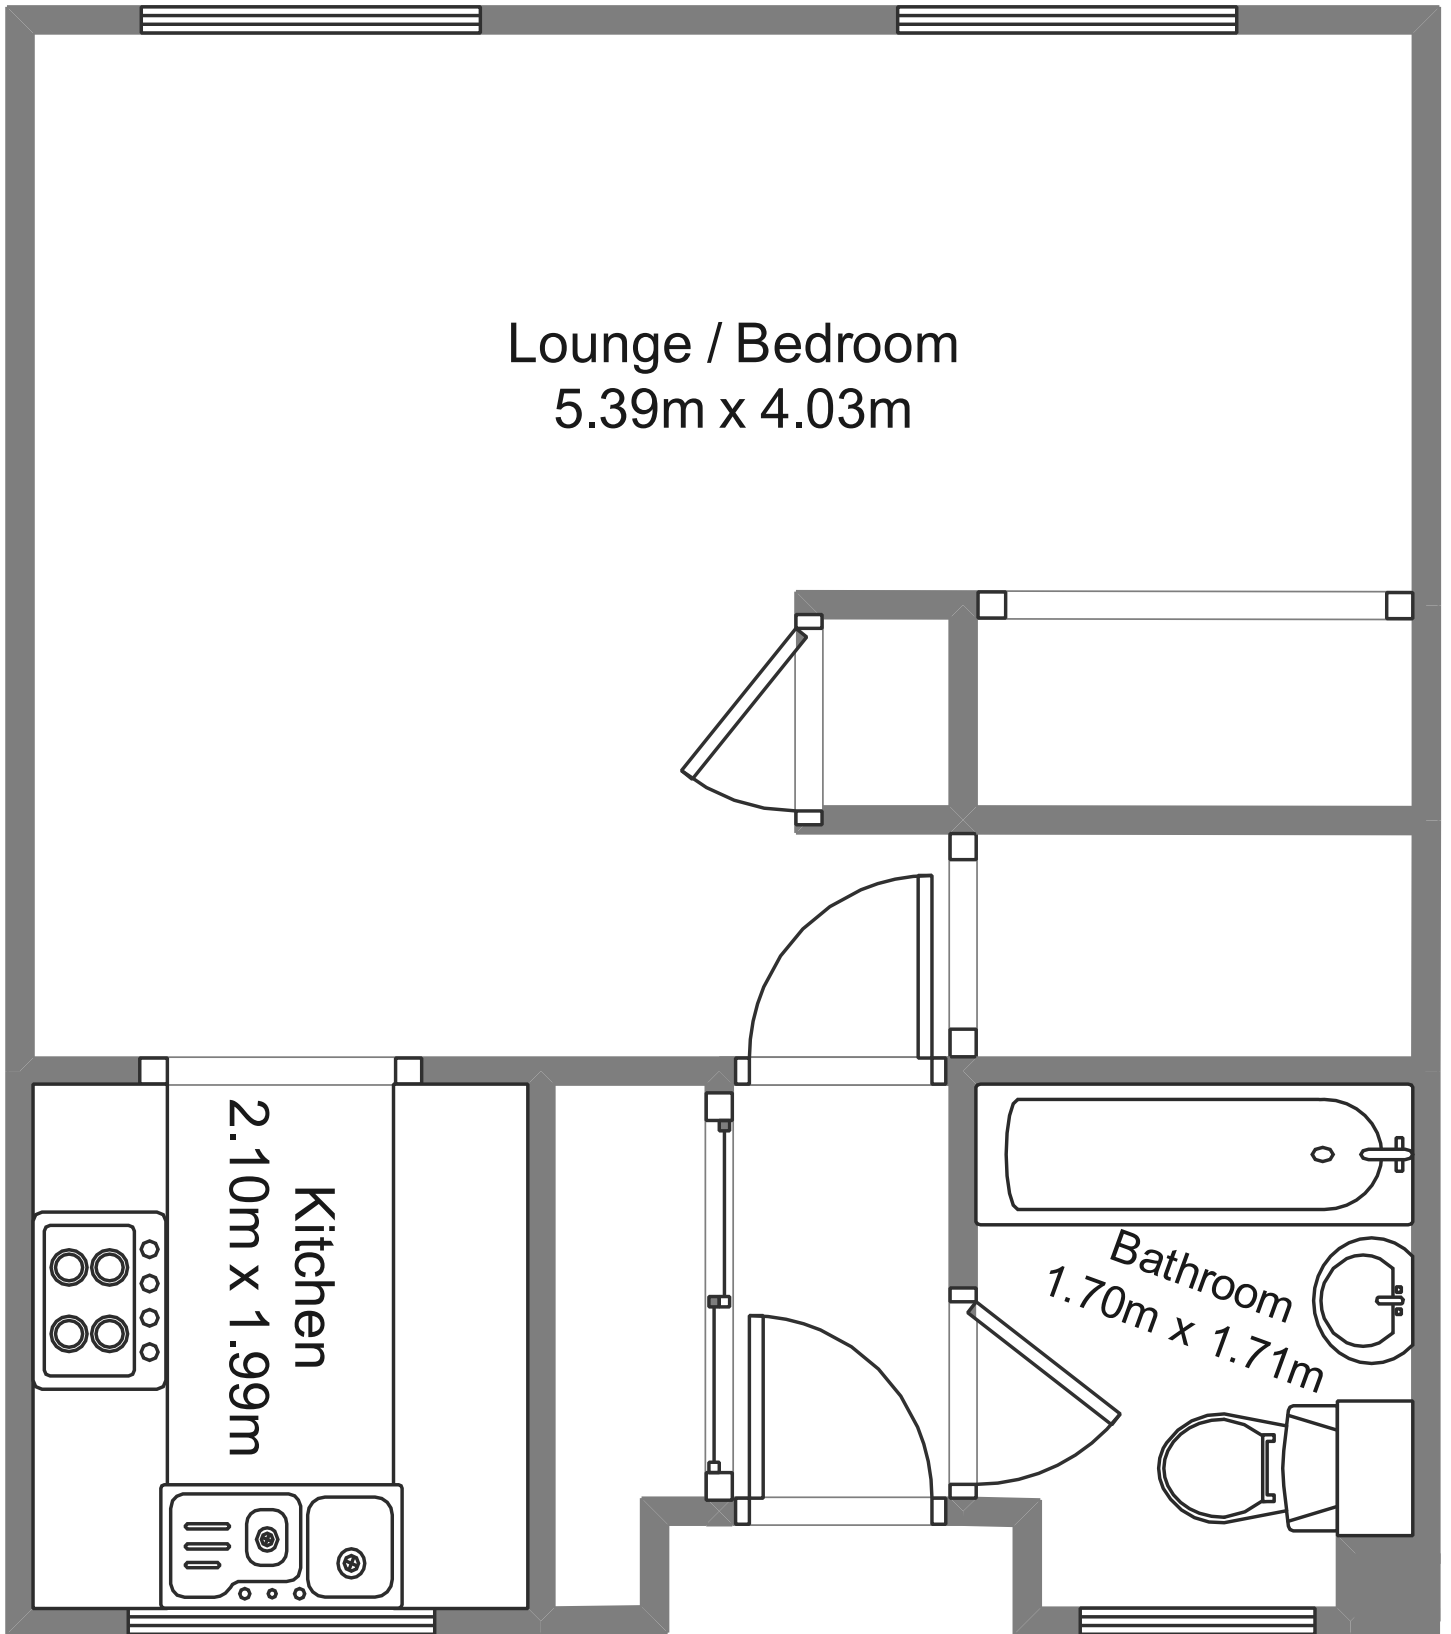 Lounge / Bedroom
5.39m x 4.03m
Kitchen
2.10m x 1.99m
Bathroom
1.70m x 1.71m